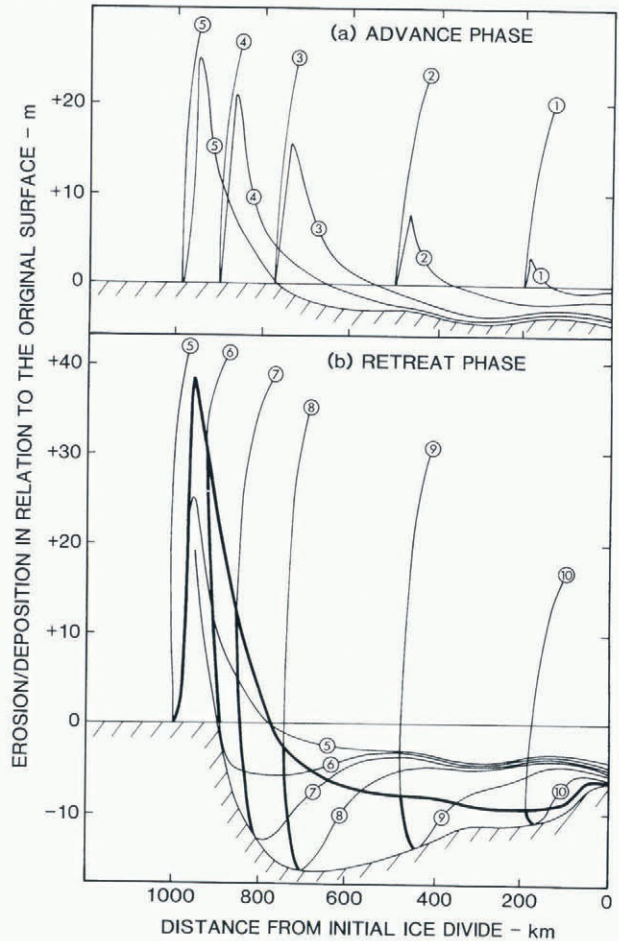 (a) ADVANCE PHASE
⑤ ④ ③ ② ①
+20
+10
0
⑤ ④ ③ ② ①
(b) RETREAT PHASE
⑤ ⑥ ⑦ ⑧ ⑨ ⑩
+40
+30
+20
+10
0
-10
⑤ ⑥ ⑦ ⑧ ⑨ ⑩
1000 800 600 400 200 0
DISTANCE FROM INITIAL ICE DIVIDE - km
EROSION/DEPOSITION IN RELATION TO THE ORIGINAL SURFACE - m